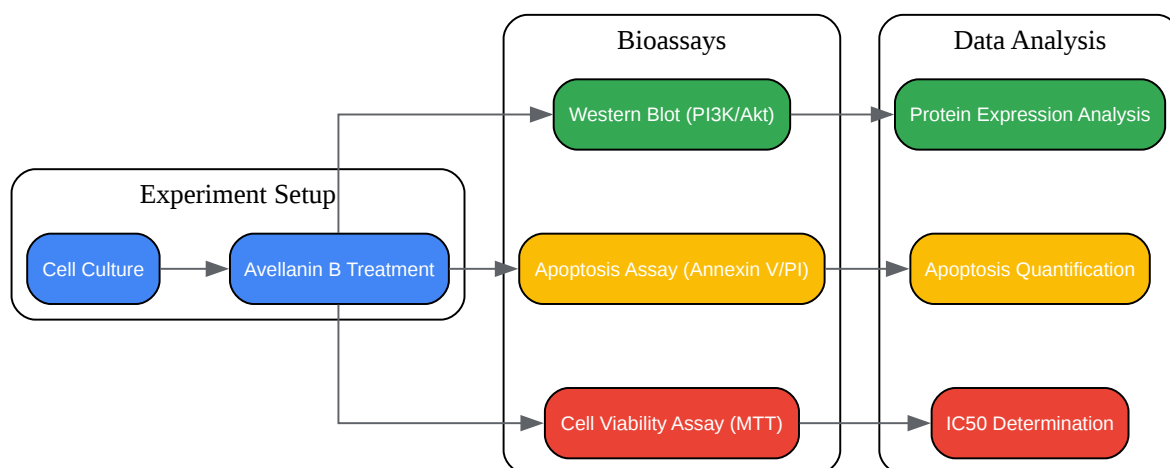 Bioassays
Data Analysis
Western Blot (PI3K/Akt)
Protein Expression Analysis
Experiment Setup
Cell Culture
Avellanin B Treatment
Apoptosis Assay (Annexin V/PI)
Apoptosis Quantification
Cell Viability Assay (MTT)
IC50 Determination